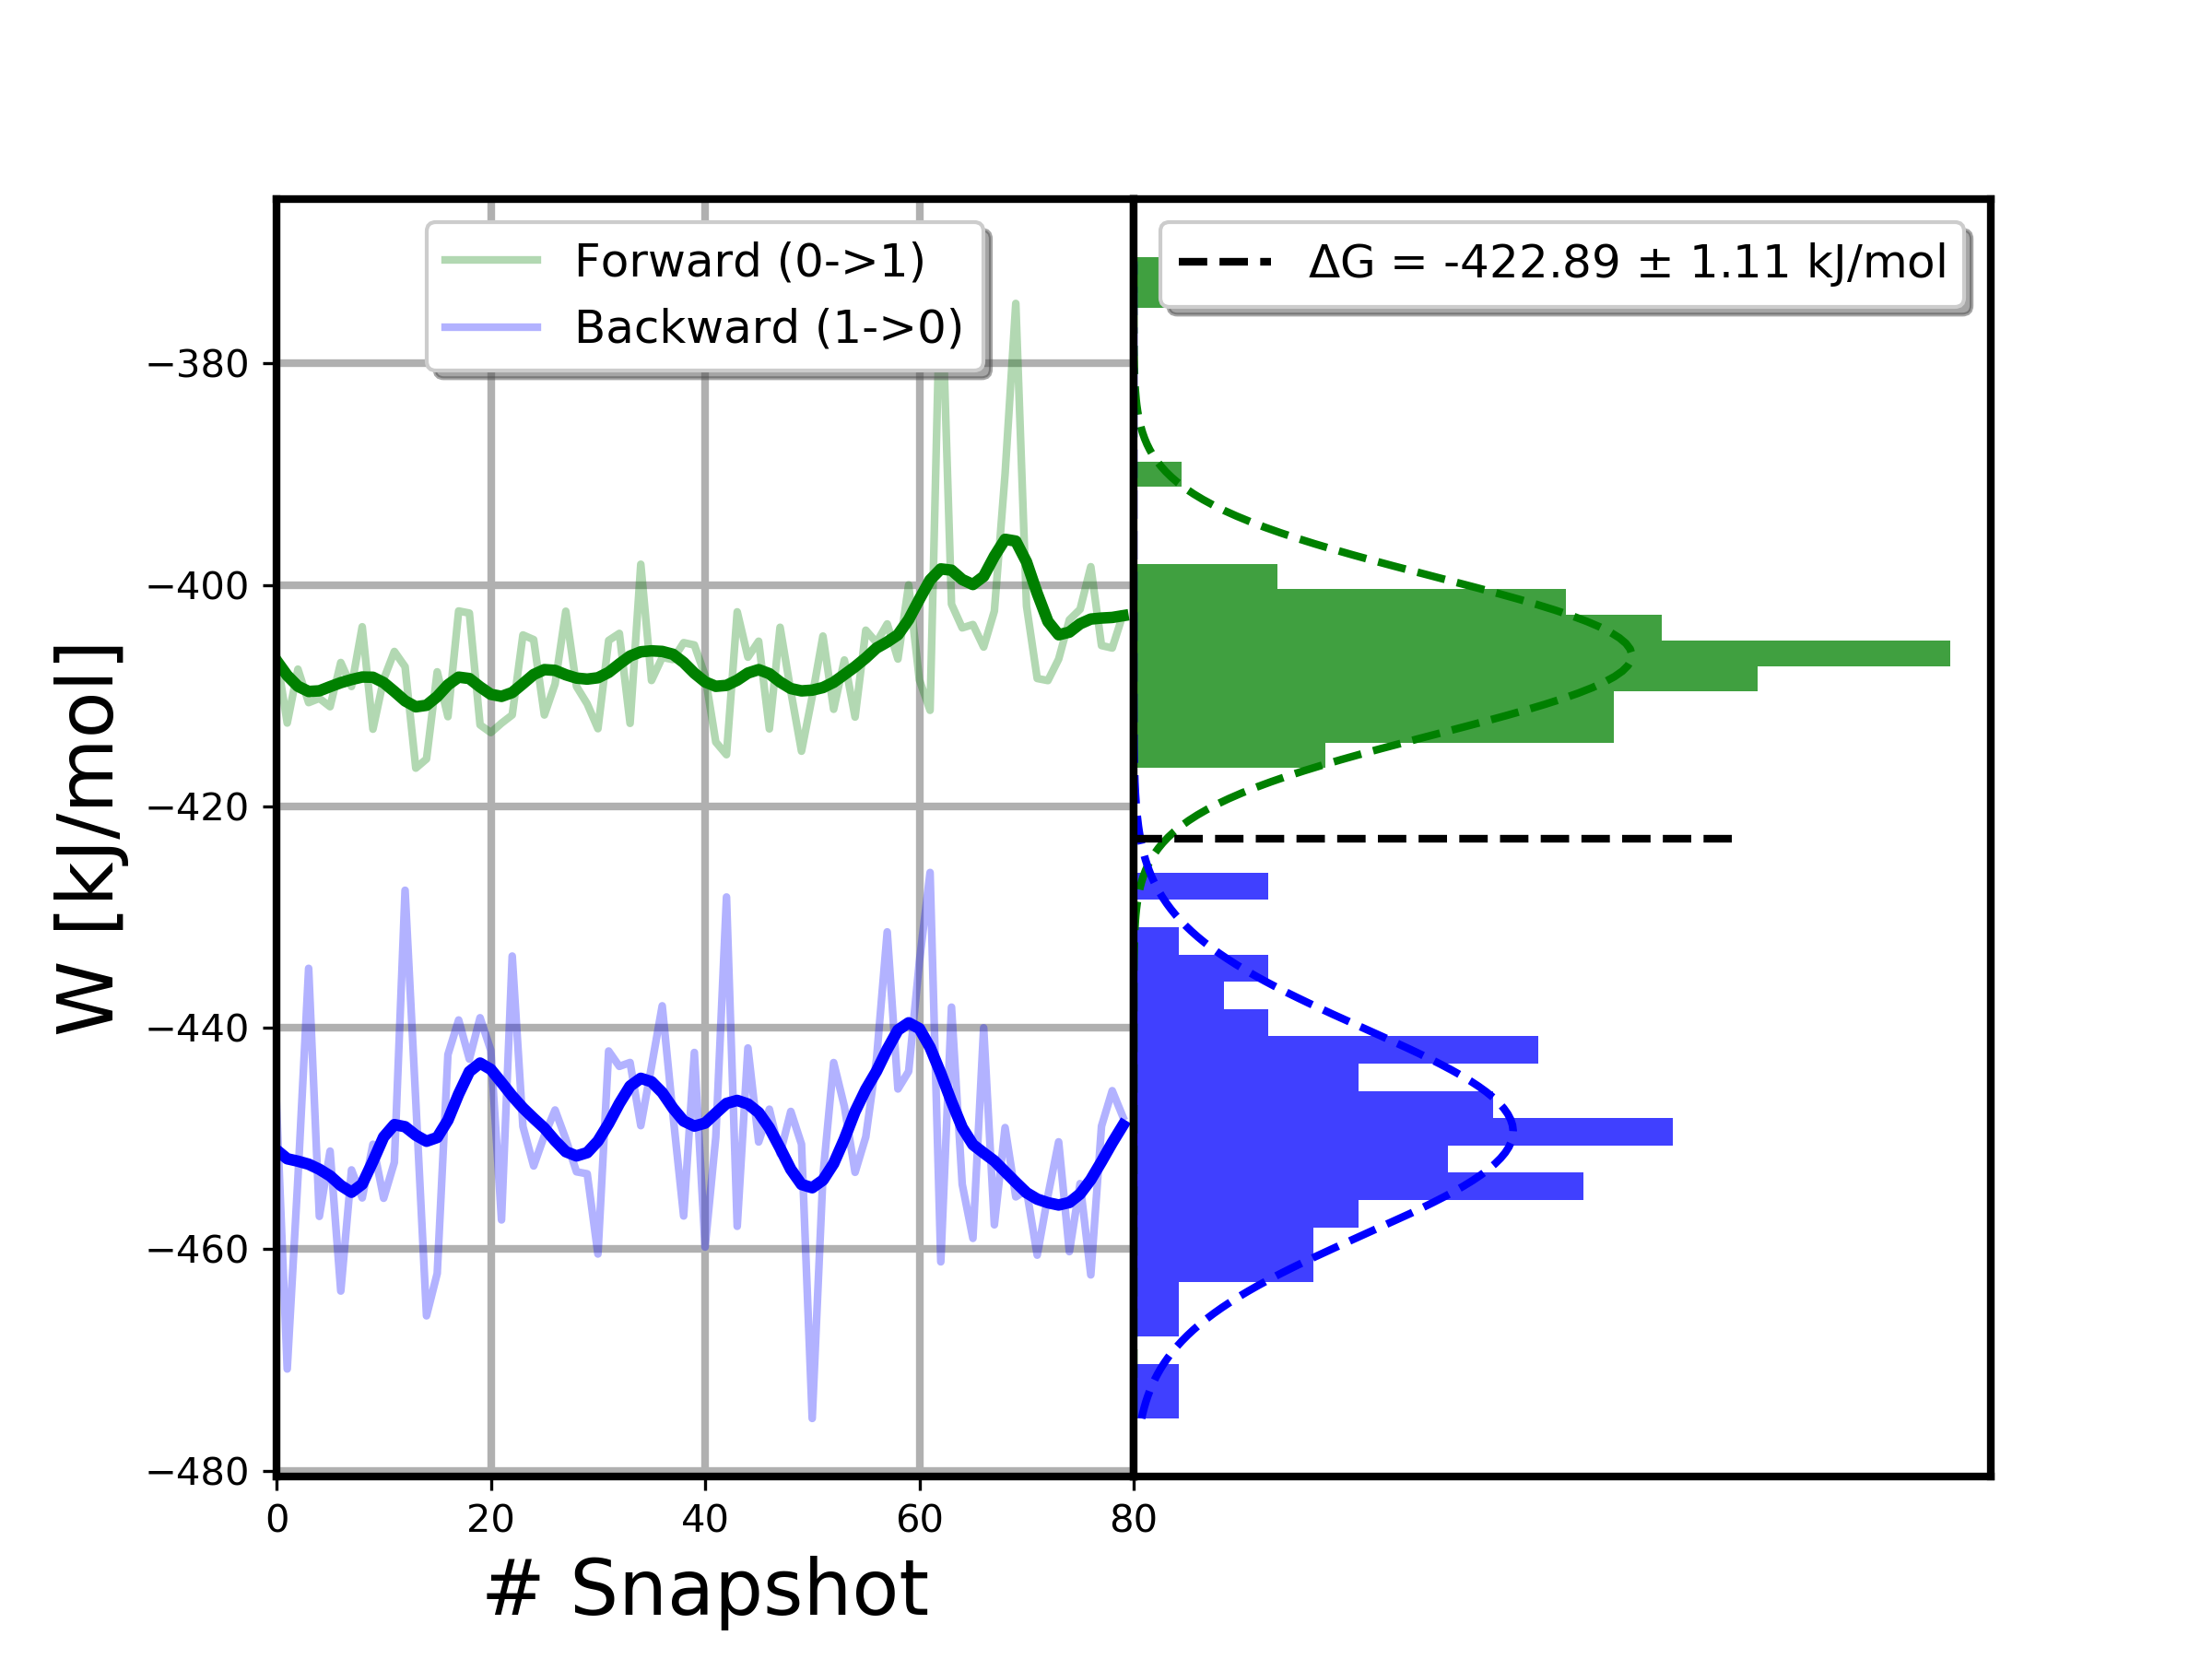 Forward (0->1)
Backward (1->0)
ΔG = -422.89 ± 1.11 kJ/mol
W [kJ/mol]
−380
−400
−420
−440
−460
−480
0 20 40 60 80
# Snapshot